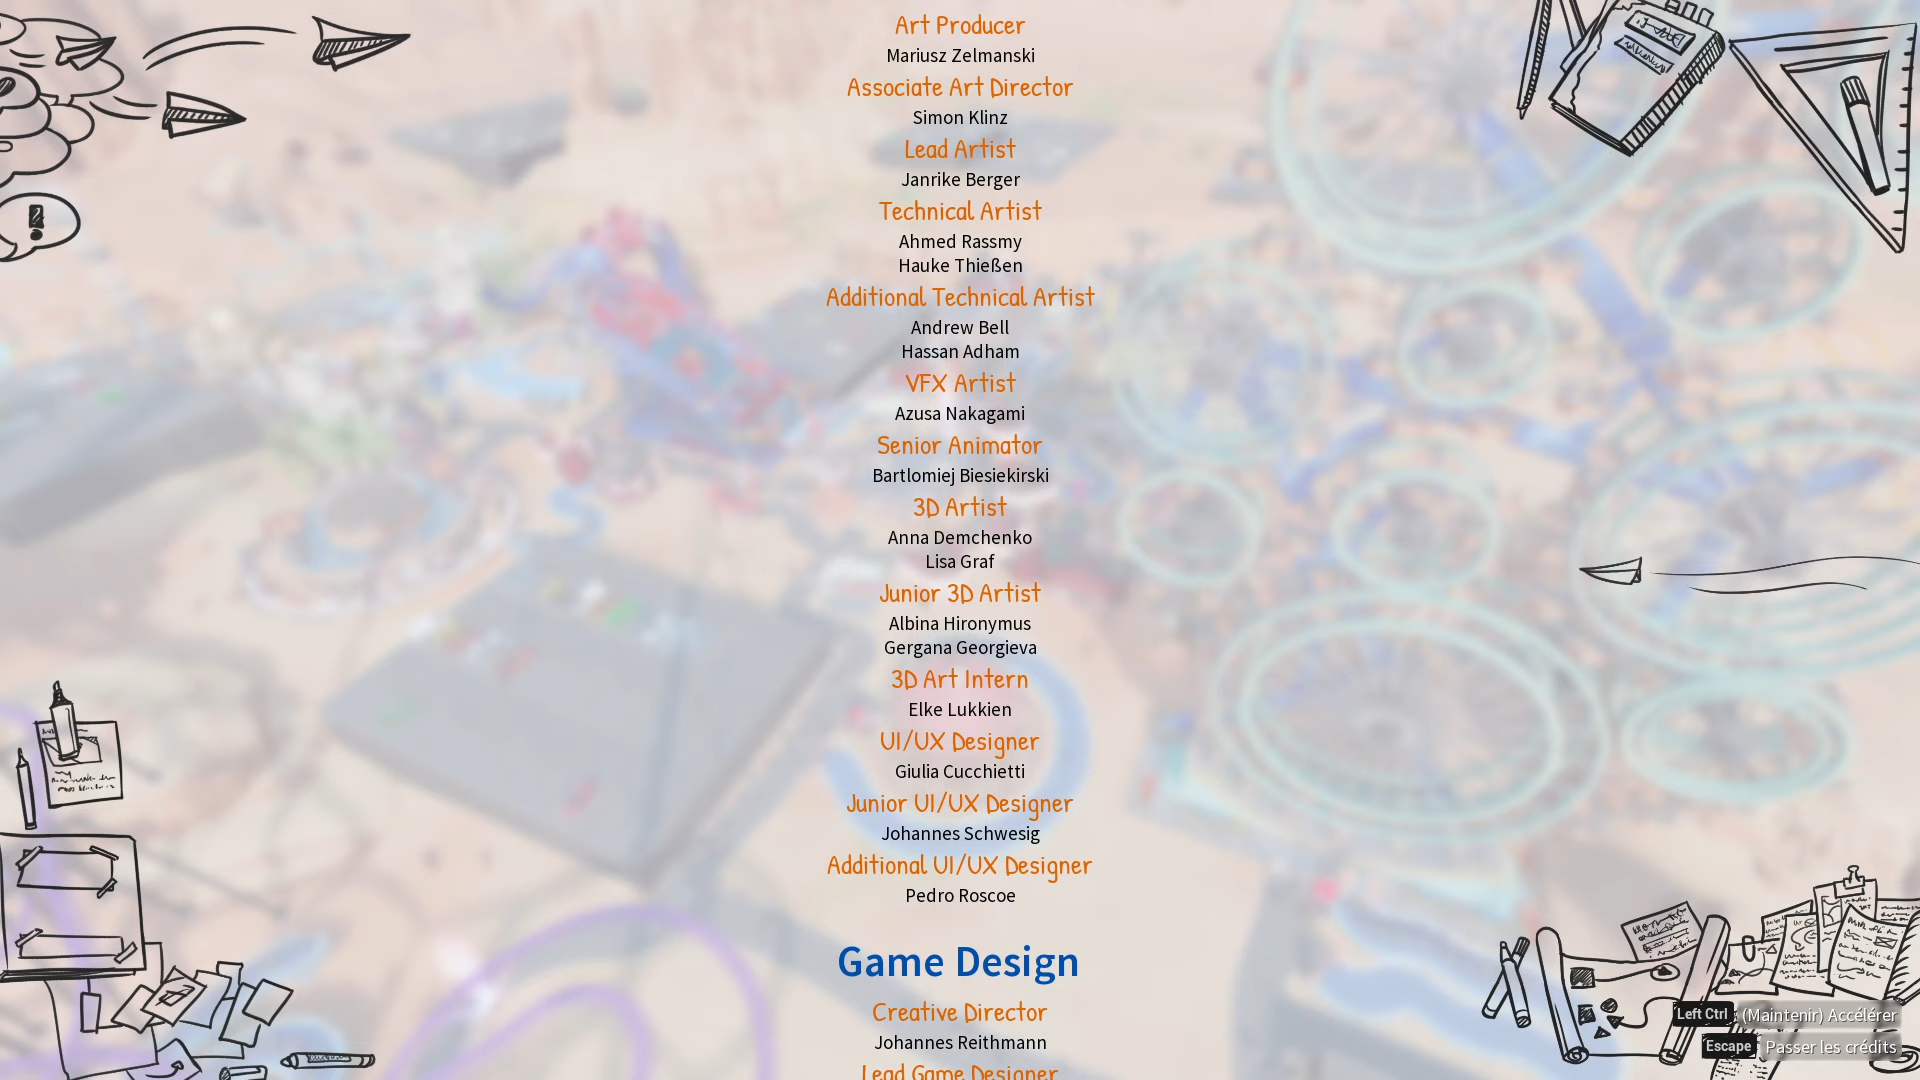 Art Producer
Mariusz Zelmanski
Associate Art Director
Simon Klinz
Lead Artist
Janrike Berger
Technical Artist
Ahmed Rassmy
Hauke Thießen
Additional Technical Artist
Andrew Bell
Hassan Adham
VFX Artist
Azusa Nakagami
Senior Animator
Bartlomiej Biesiekirski
3D Artist
Anna Demchenko
Lisa Graf
Junior 3D Artist
Albina Hironymus
Gergana Georgieva
3D Art Intern
Elke Lukkien
UI/UX Designer
Giulia Cucchietti
Junior UI/UX Designer
Johannes Schwesig
Additional UI/UX Designer
Pedro Roscoe
Game Design
Creative Director
Johannes Reithmann
Lead Game Designer
Left Ctrl (Maintenir) Accélérer
Escape Passer les crédits